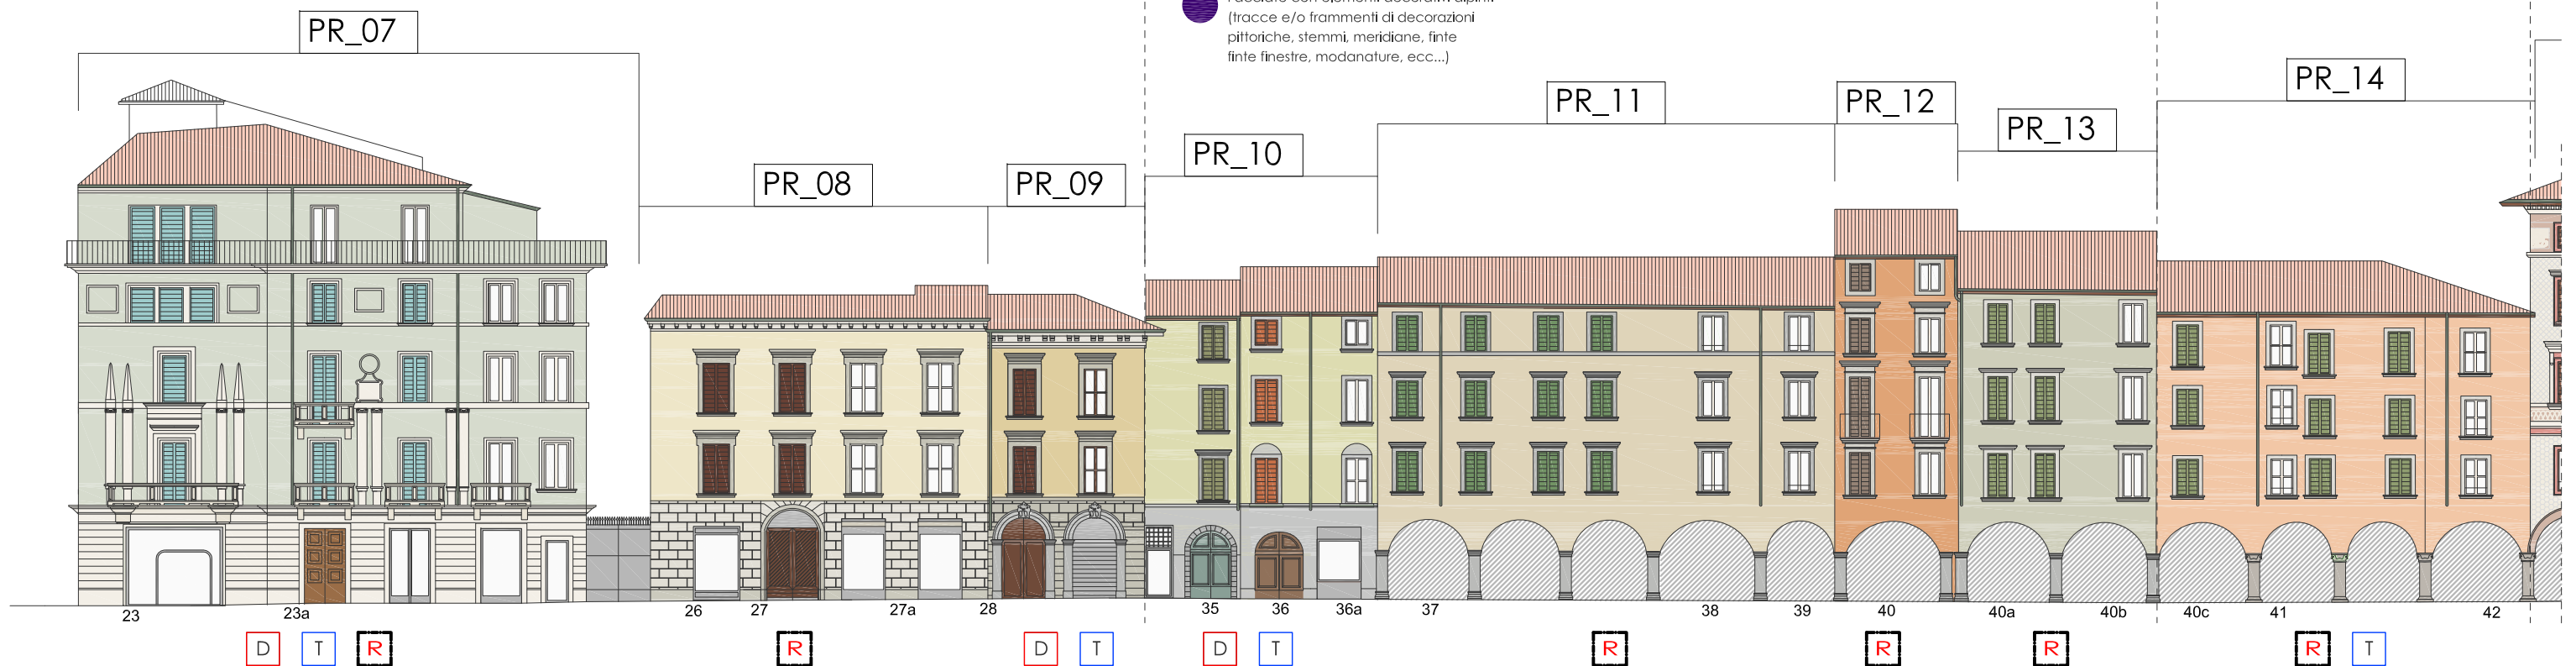 (tracce e/o frammenti di decorazioni
pittoriche, stemmi, meridiane, finte
finte finestre, modanature, ecc...)
PR_07
PR_08
PR_09
PR_10
PR_11
PR_12
PR_13
PR_14
23 23a 26 27 27a 28 35 36 36a 37 38 39 40 40a 40b 40c 41 42
D T R R D T D T R R R R T